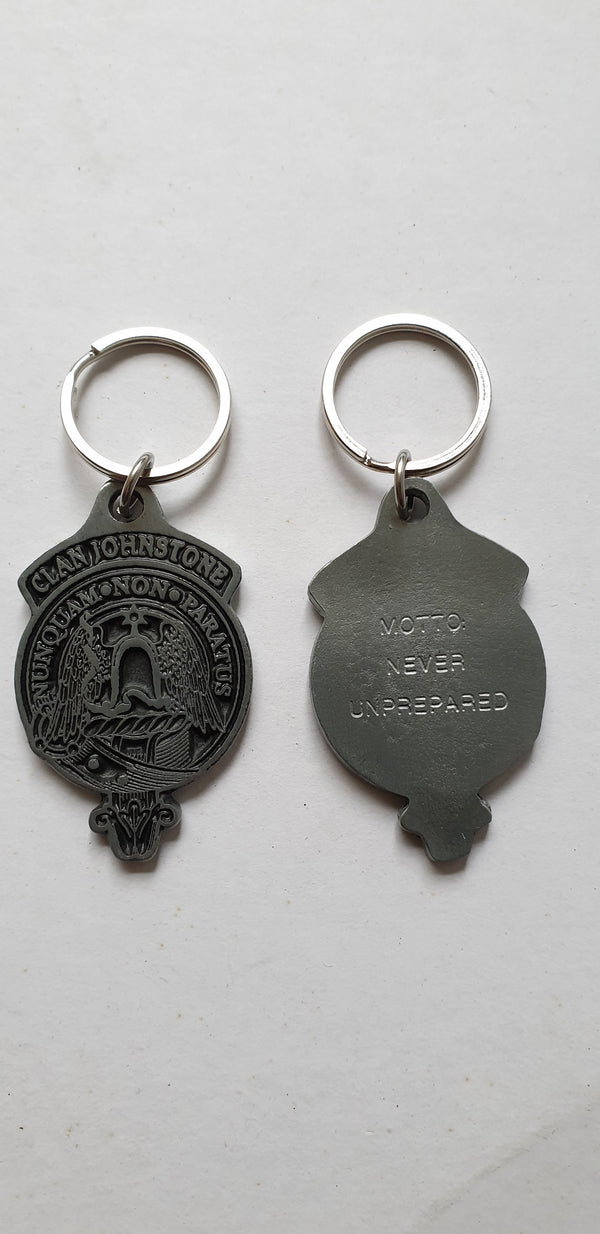 CLAN JOHNSTONE
NUNQUAM•NON•PARATUS
MOTTO:
NEVER
UNPREPARED